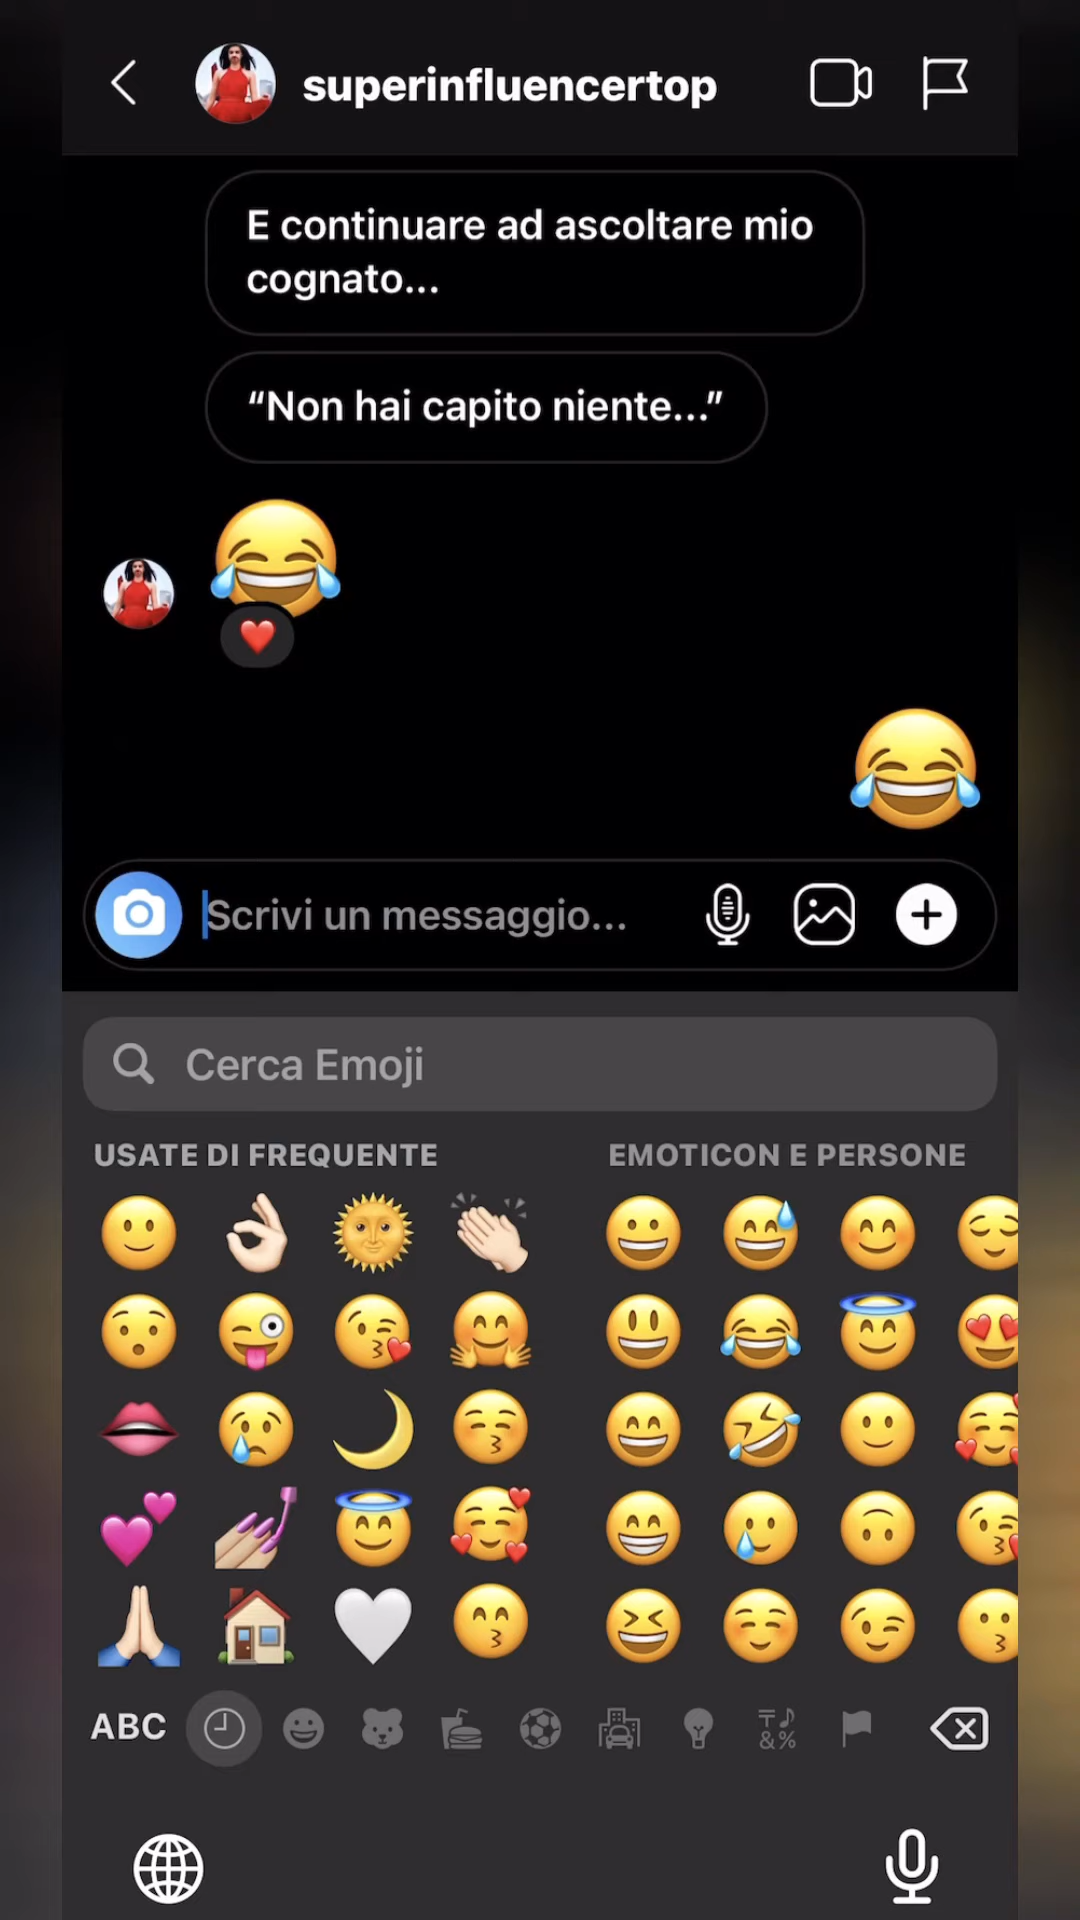 superinfluencertop
E continuare ad ascoltare mio
cognato...
“Non hai capito niente...”
Scrivi un messaggio...
Cerca Emoji
USATE DI FREQUENTE
EMOTICON E PERSONE
ABC